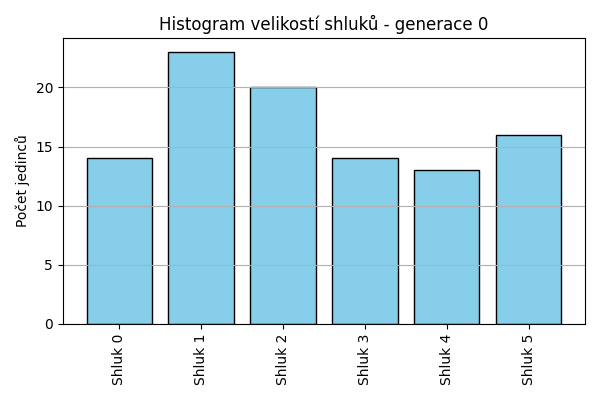 Histogram velikostí shluků - generace 0
Počet jedinců
20
15
10
5
0
Shluk 0
Shluk 1
Shluk 2
Shluk 3
Shluk 4
Shluk 5